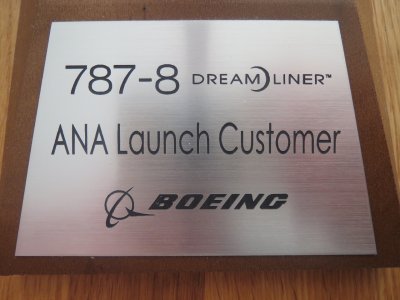 787-8 DREAMLINER™
ANA Launch Customer
BOEING